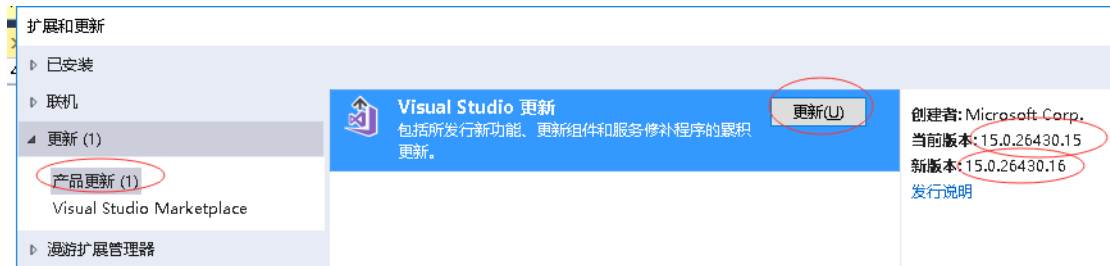 扩展和更新
已安装
联机
更新 (1)
产品更新 (1)
Visual Studio Marketplace
漫游扩展管理器
Visual Studio 更新
包括所发行新功能、更新组件和服务修补程序的累积
更新。
更新(U)
创建者: Microsoft Corp.
当前版本: 15.0.26430.15
新版本: 15.0.26430.16
发行说明